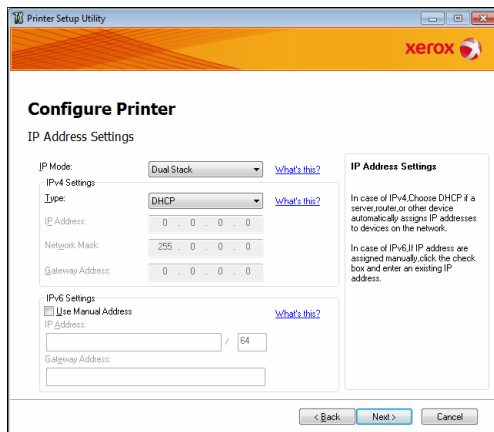 Printer Setup Utility
xerox
Configure Printer
IP Address Settings
IP Mode:
Dual Stack
What's this?
IPv4 Settings
Type:
DHCP
What's this?
IP Address:
0 . 0 . 0 . 0
Network Mask:
255 . 0 . 0 . 0
Gateway Address:
0 . 0 . 0 . 0
IPv6 Settings
Use Manual Address
What's this?
IP Address:
/ 64
Gateway Address:
IP Address Settings
In case of IPv4,Choose DHCP if a
server,router,or other device
automatically assigns IP addresses
to devices on the network.
In case of IPv6,If IP address are
assigned manually,click the check
box and enter an existing IP
address.
< Back
Next >
Cancel